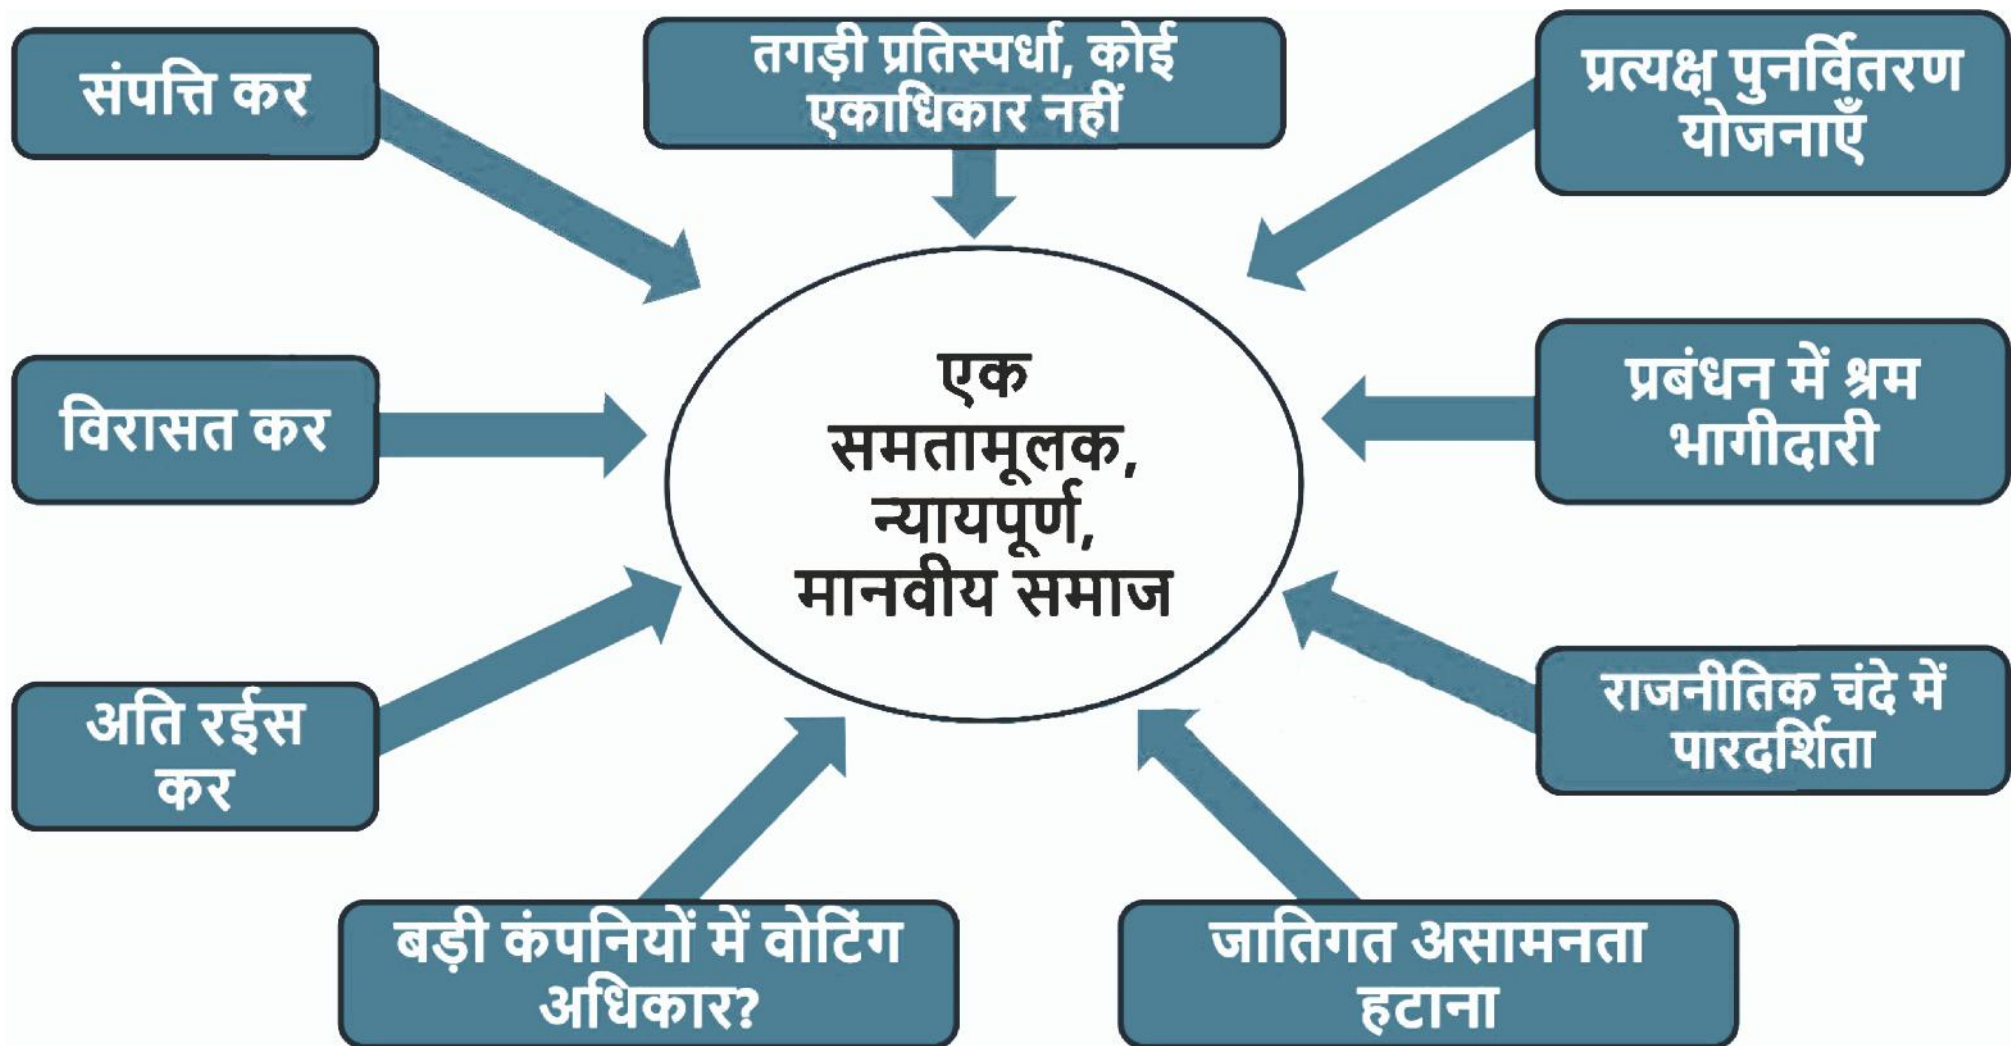 संपत्ति कर
तगड़ी प्रतिस्पर्धा, कोई
एकाधिकार नहीं
प्रत्यक्ष पुनर्वितरण
योजनाएँ
विरासत कर
एक
समतामूलक,
न्यायपूर्ण,
मानवीय समाज
प्रबंधन में श्रम
भागीदारी
अति रईस
कर
राजनीतिक चंदे में
पारदर्शिता
बड़ी कंपनियों में वोटिंग
अधिकार?
जातिगत असामनता
हटाना